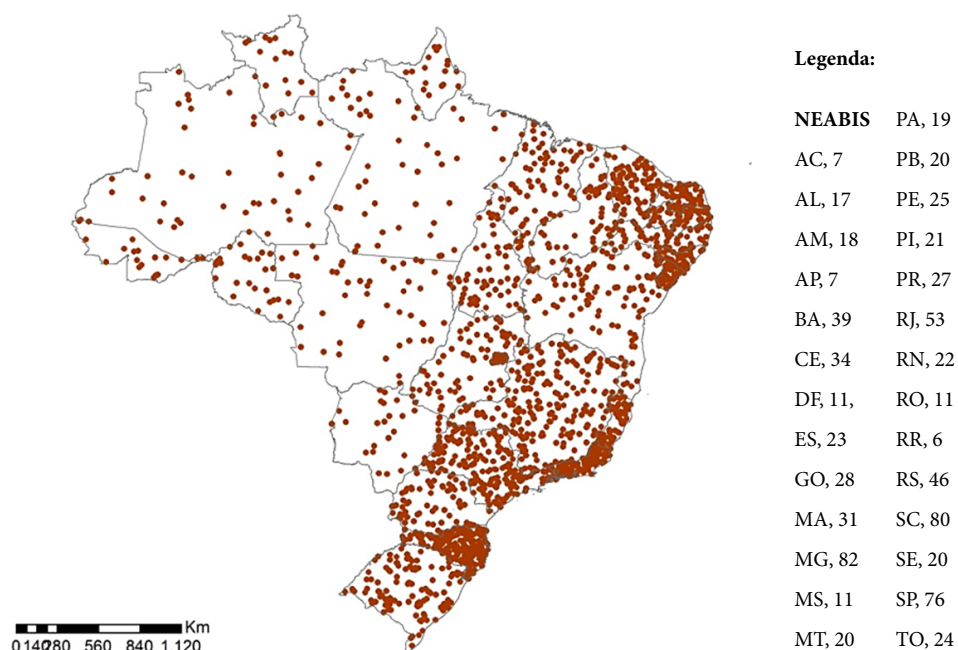 Legenda:
NEABIS PA, 19
AC, 7 PB, 20
AL, 17 PE, 25
AM, 18 PI, 21
AP, 7 PR, 27
BA, 39 RJ, 53
CE, 34 RN, 22
DF, 11, RO, 11
ES, 23 RR, 6
GO, 28 RS, 46
MA, 31 SC, 80
MG, 82 SE, 20
MS, 11 SP, 76
MT, 20 TO, 24
Km
0 140 280 560 840 1.120